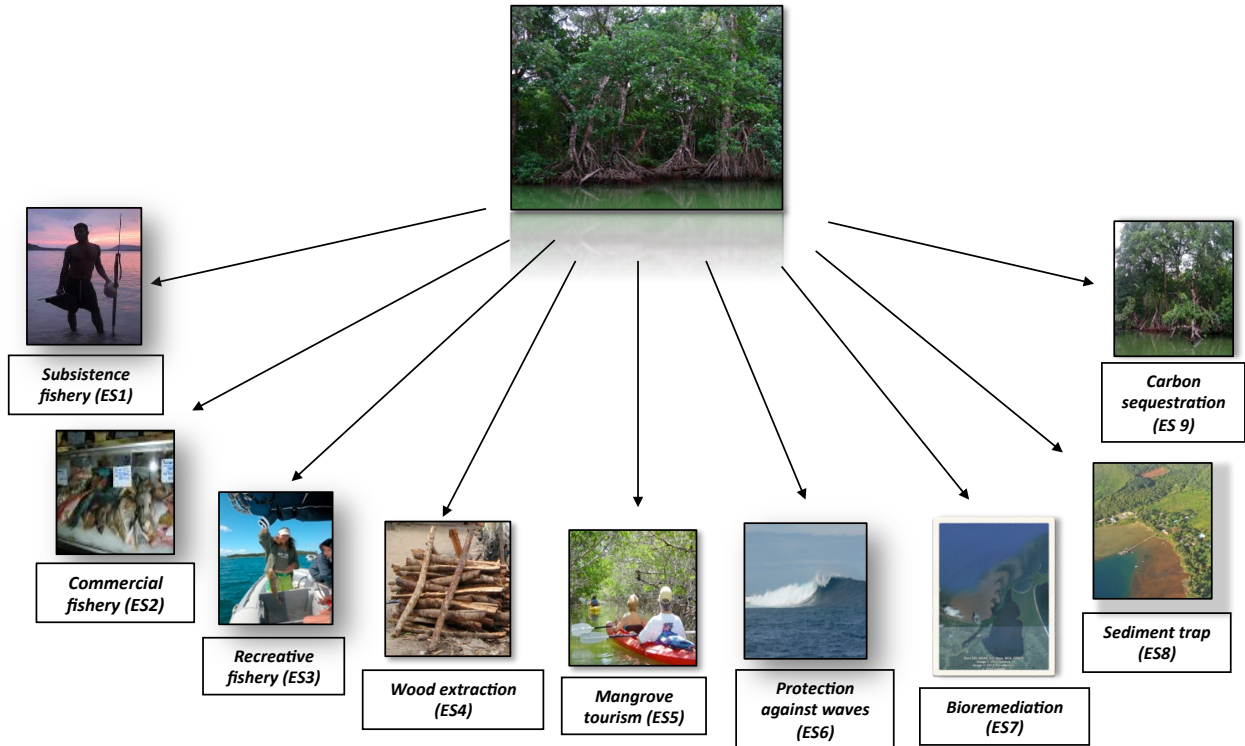 Subsistence
fishery (ES1)
Commercial
fishery (ES2)
Recreative
fishery (ES3)
Wood extraction
(ES4)
Mangrove
tourism (ES5)
Protection
against waves
(ES6)
Bioremediation
(ES7)
Sediment trap
(ES8)
Carbon
sequestration
(ES 9)